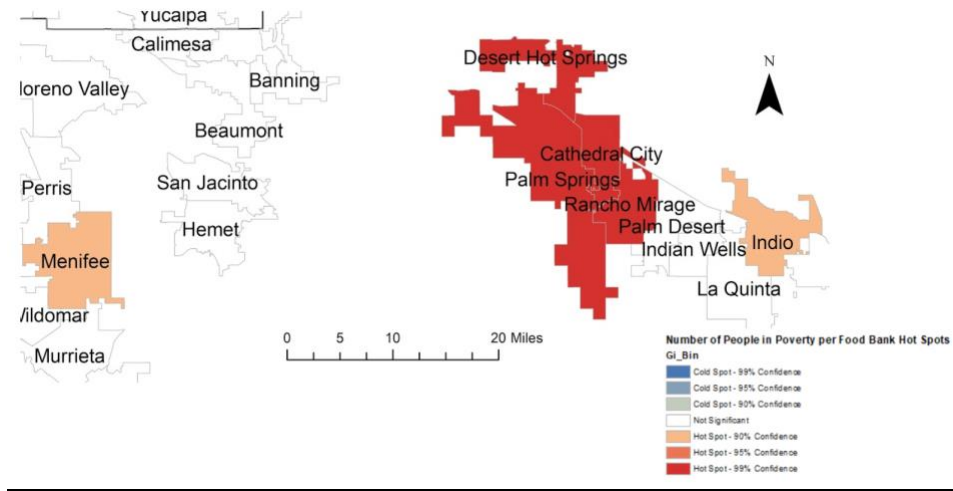 Yucaipa
Calimesa
Desert Hot Springs
N
Banning
loreno Valley
Beaumont
Cathedral City
Perris
San Jacinto
Palm Springs
Rancho Mirage
Hemet
Palm Desert
Indian Wells
Indio
Menifee
La Quinta
Vildomar
Murrieta
0 5 10 20 Miles
Number of People in Poverty per Food Bank Hot Spots
Gi_Bin
Cold Spot - 99% Confidence
Cold Spot - 95% Confidence
Cold Spot - 90% Confidence
Not Significant
Hot Spot - 90% Confidence
Hot Spot - 95% Confidence
Hot Spot - 99% Confidence